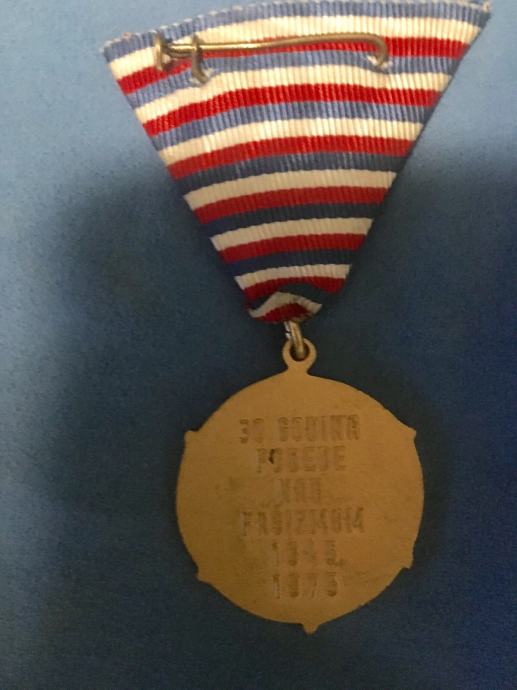 30 GODINA
POBEDE
NAD
FAŠIZMOM
1945.
1975